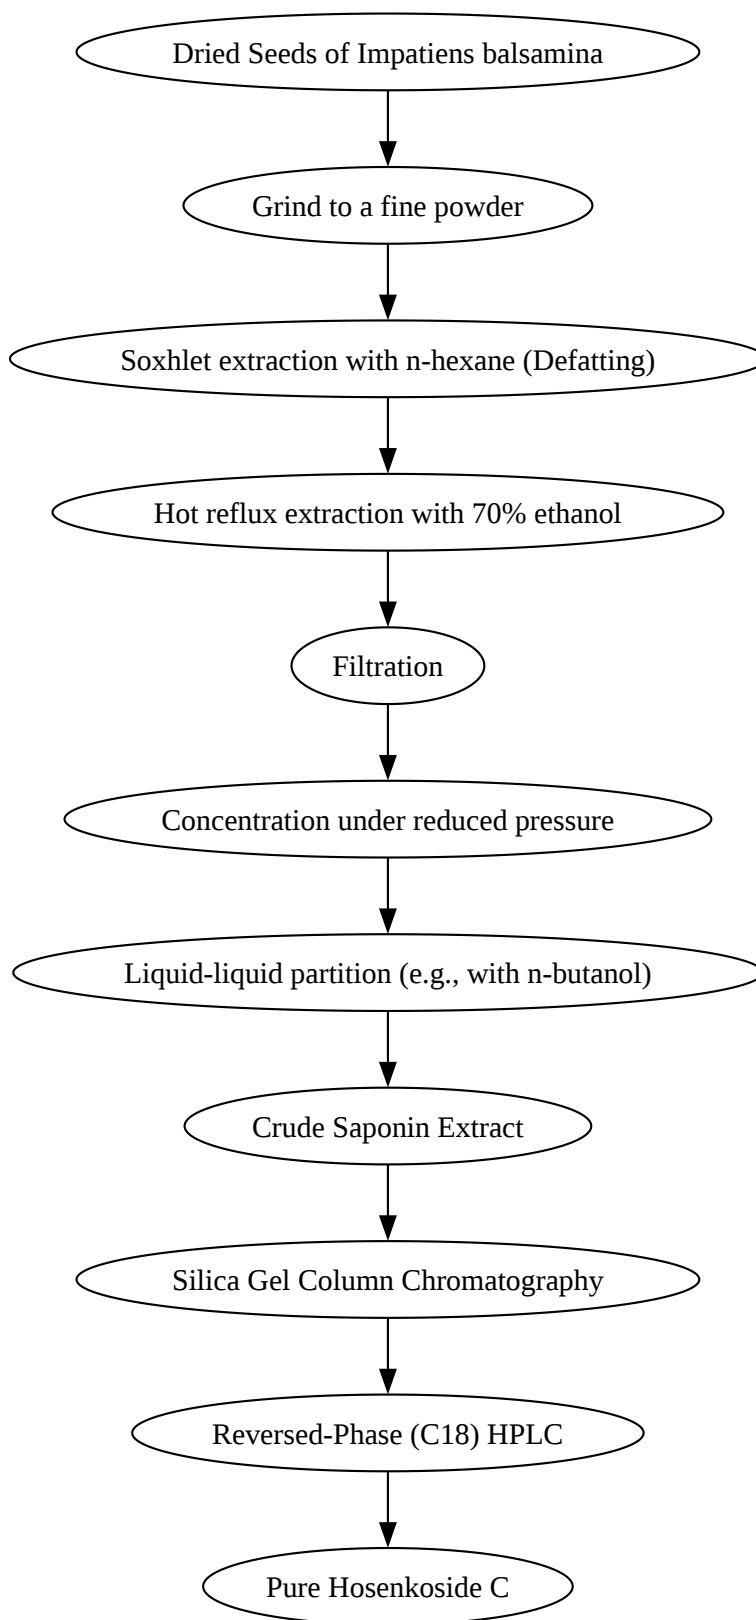 Dried Seeds of Impatiens balsamina
Grind to a fine powder
Soxhlet extraction with n-hexane (Defatting)
Hot reflux extraction with 70% ethanol
Filtration
Concentration under reduced pressure
Liquid-liquid partition (e.g., with n-butanol)
Crude Saponin Extract
Silica Gel Column Chromatography
Reversed-Phase (C18) HPLC
Pure Hosenkoside C